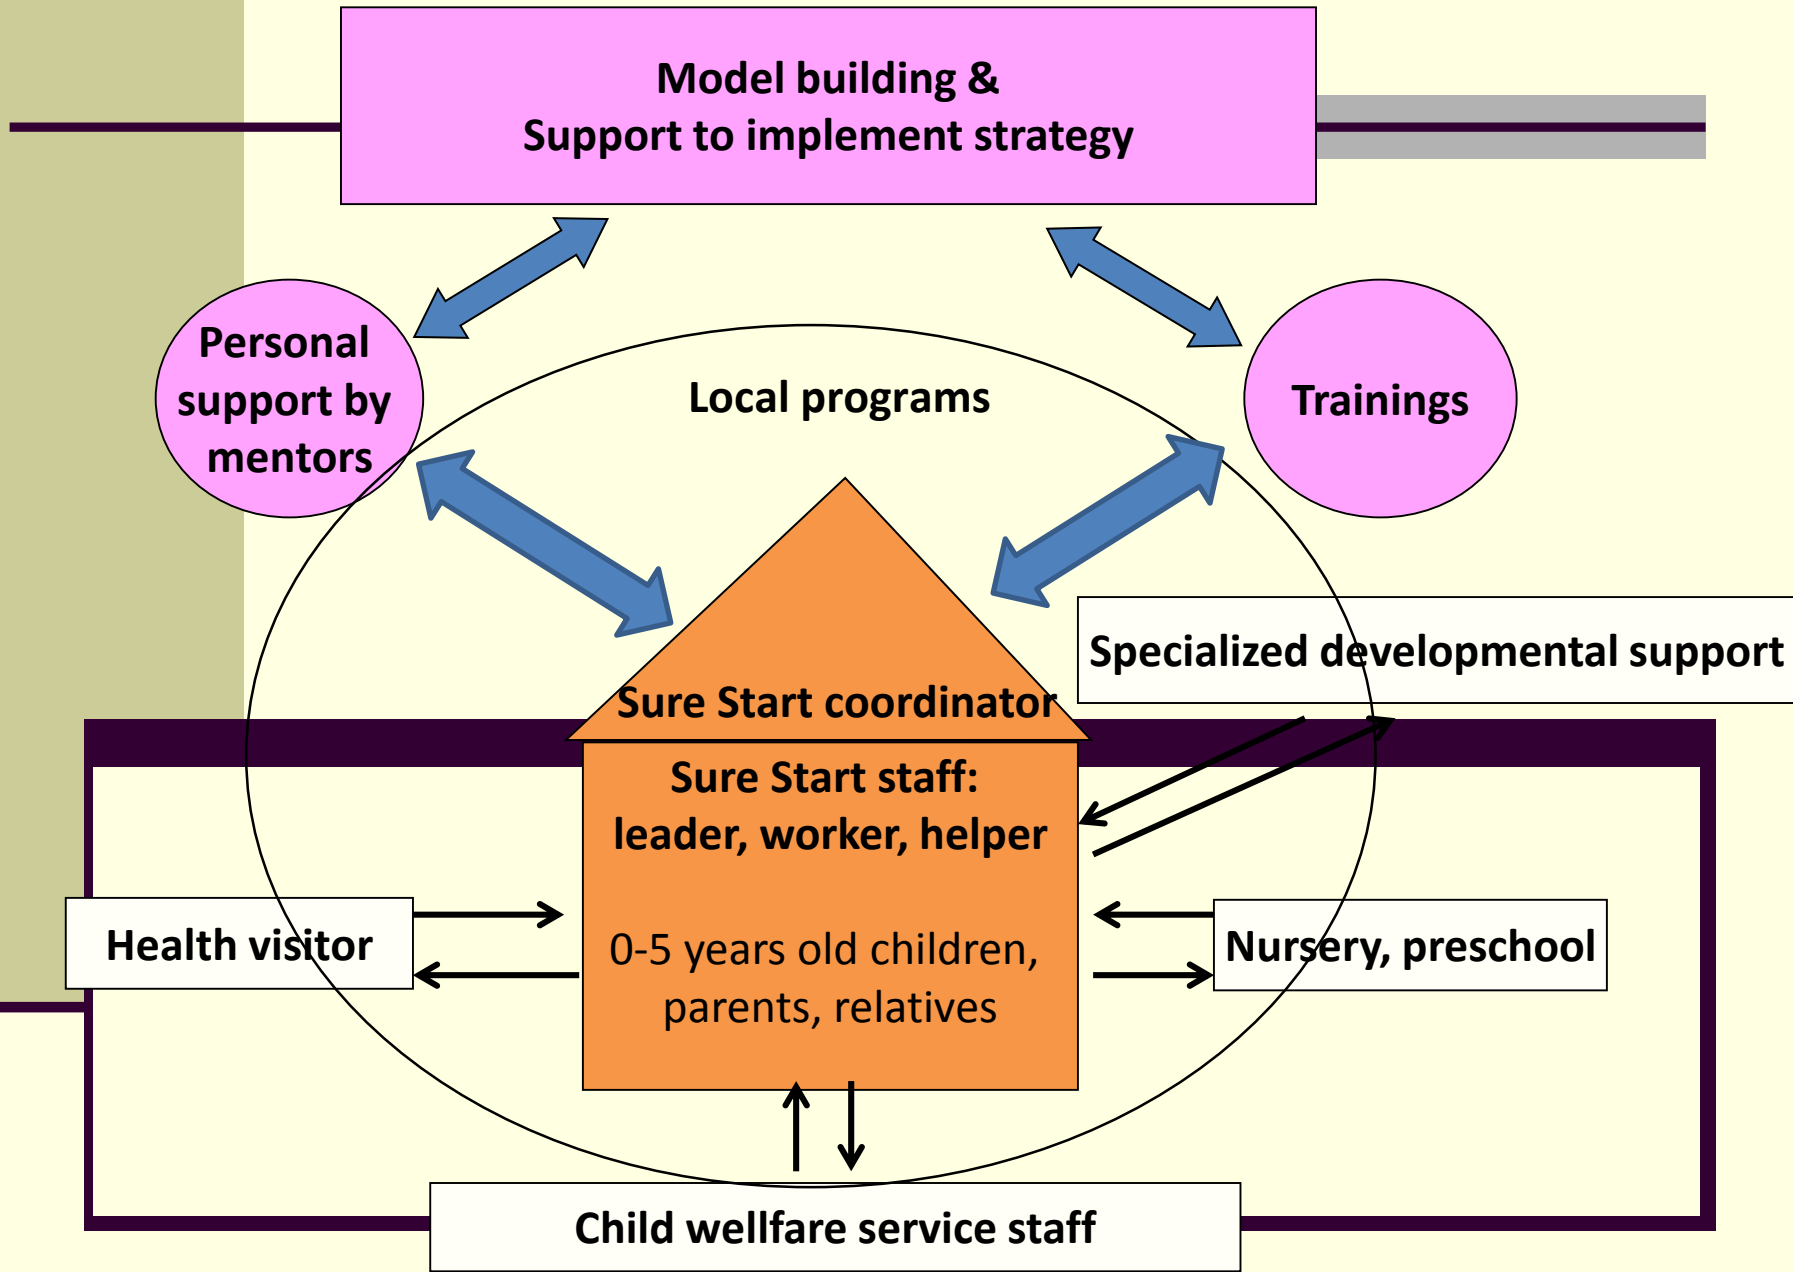 Model building &
Support to implement strategy
Personal
support by
mentors
Local programs
Trainings
Specialized developmental support
Sure Start coordinator
Sure Start staff:
leader, worker, helper
0-5 years old children,
parents, relatives
Health visitor
Nursery, preschool
Child wellfare service staff